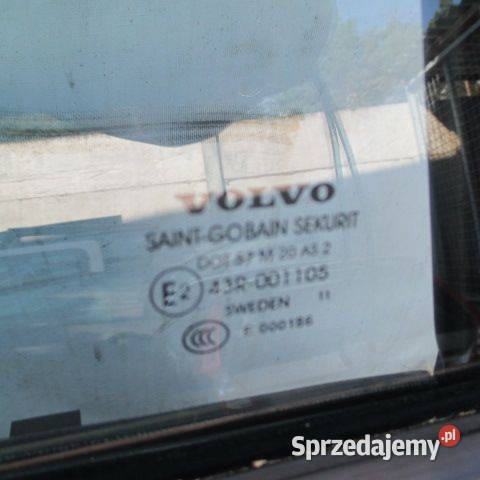 VOLVO
SAINT-GOBAIN SEKURIT
DOT 67 M 20 AS 2
E2 43R-001105
SWEDEN 11
CCC E 000186
Sprzedajemy.pl